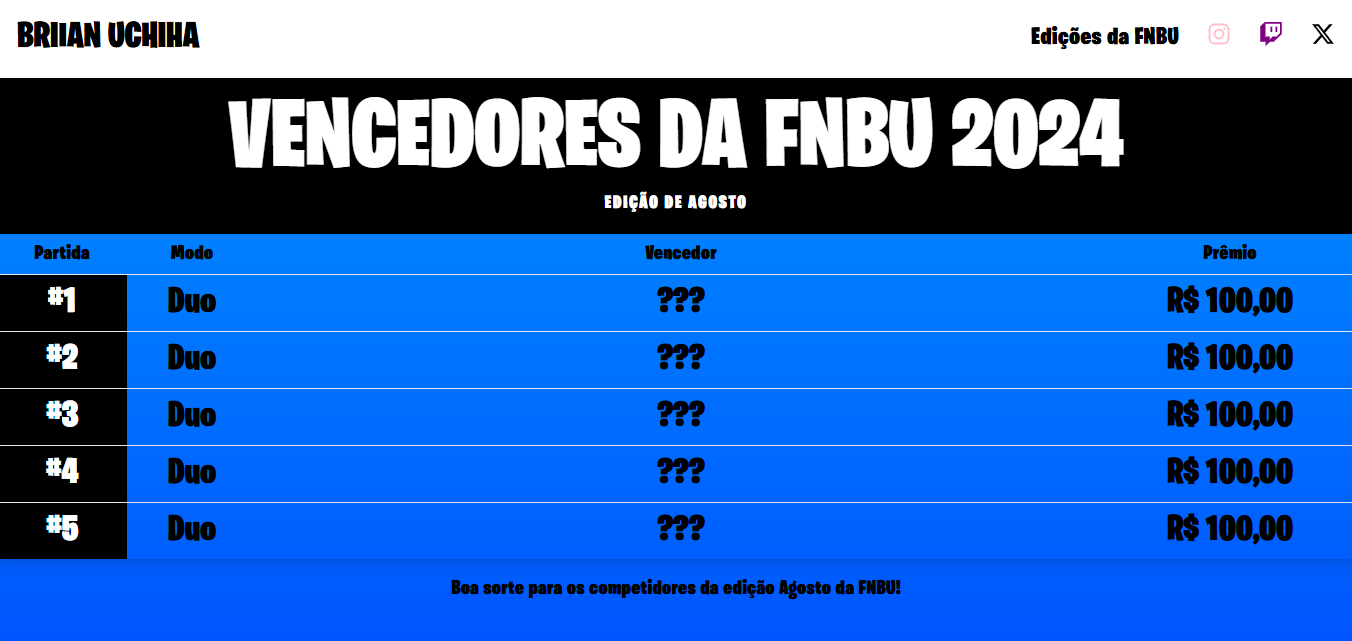 BRIIAN UCHIHA Edições da FNBU
VENCEDORES DA FNBU 2024
EDIÇÃO DE AGOSTO
Partida Modo Vencedor Prêmio
#1 Duo ??? R$ 100,00
#2 Duo ??? R$ 100,00
#3 Duo ??? R$ 100,00
#4 Duo ??? R$ 100,00
#5 Duo ??? R$ 100,00
Boa sorte para os competidores da edição Agosto da FNBU!